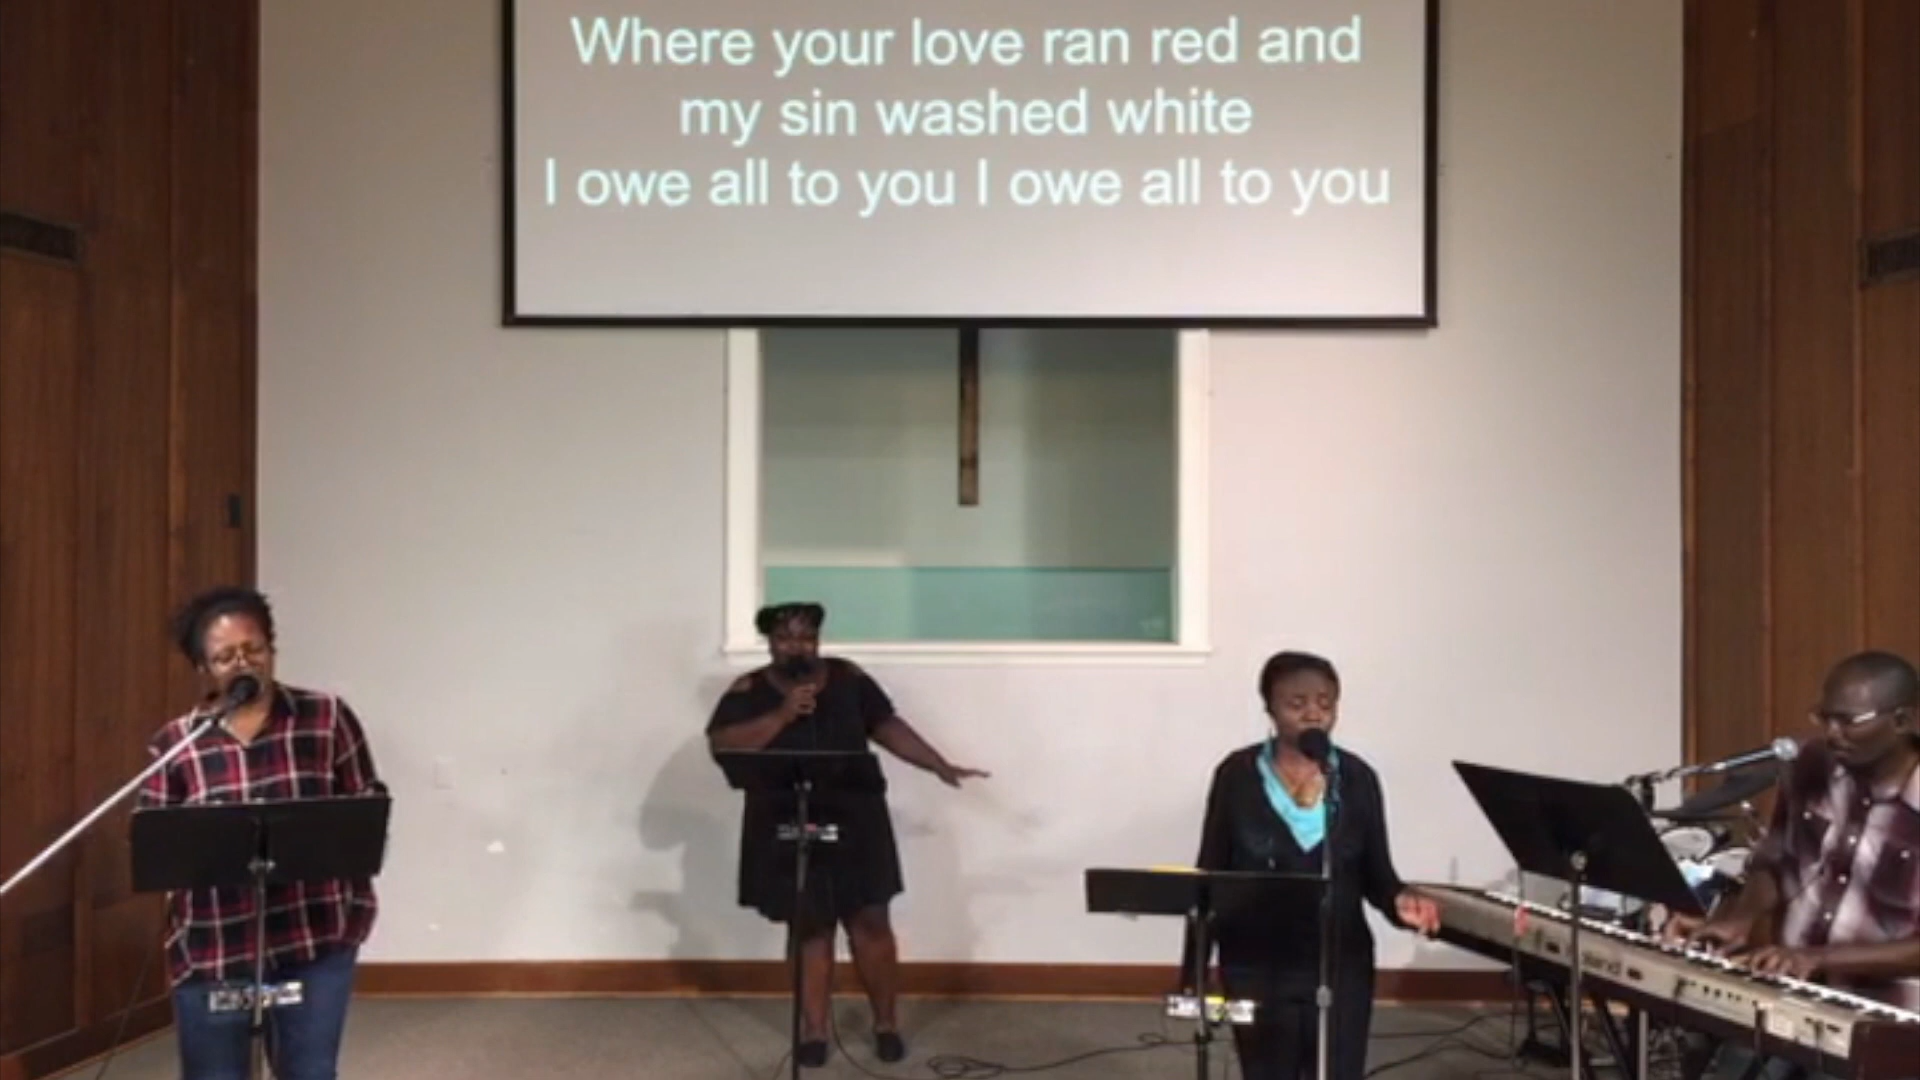 Where your love ran red and
my sin washed white
I owe all to you I owe all to you